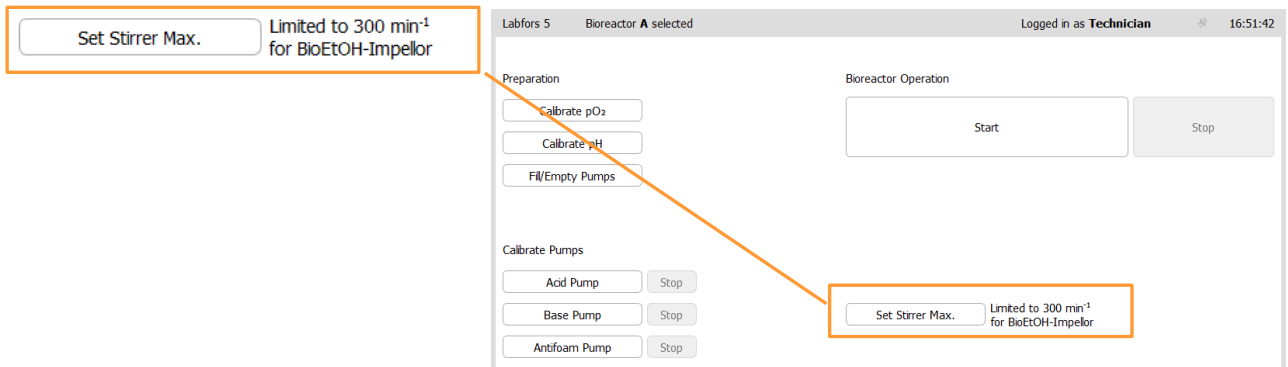 Set Stirrer Max.
Limited to 300 min⁻¹
for BioEtOH-Impellor
Labfors 5 Bioreactor A selected Logged in as Technician 16:51:42
Preparation
Calibrate pO₂
Calibrate pH
Fill/Empty Pumps
Bioreactor Operation
Start
Stop
Calibrate Pumps
Acid Pump Stop
Base Pump Stop
Antifoam Pump Stop
Set Stirrer Max.
Limited to 300 min⁻¹
for BioEtOH-Impellor